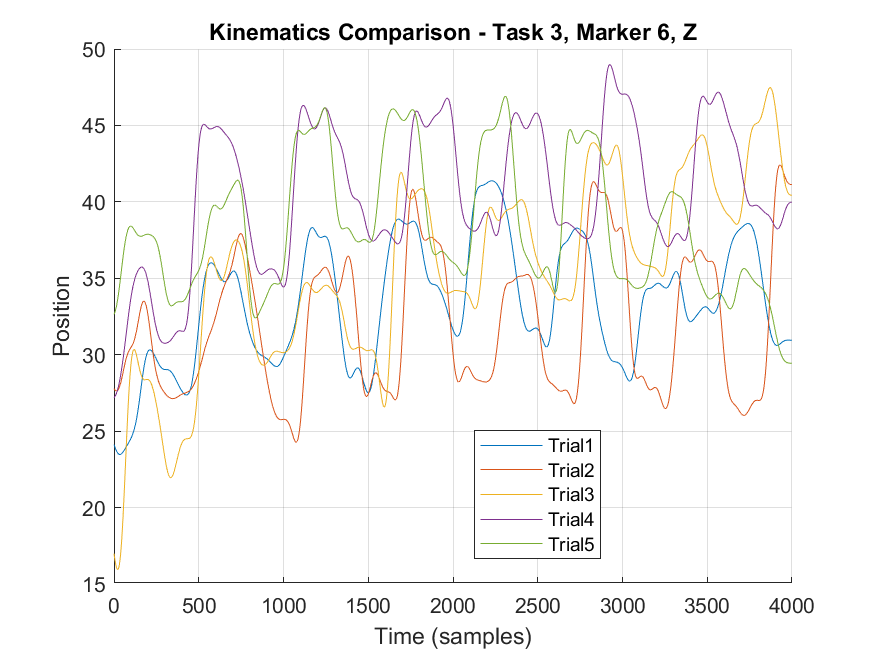 Kinematics Comparison - Task 3, Marker 6, Z
50
45
40
35
30
25
20
15
Position
Trial1
Trial2
Trial3
Trial4
Trial5
0 500 1000 1500 2000 2500 3000 3500 4000
Time (samples)